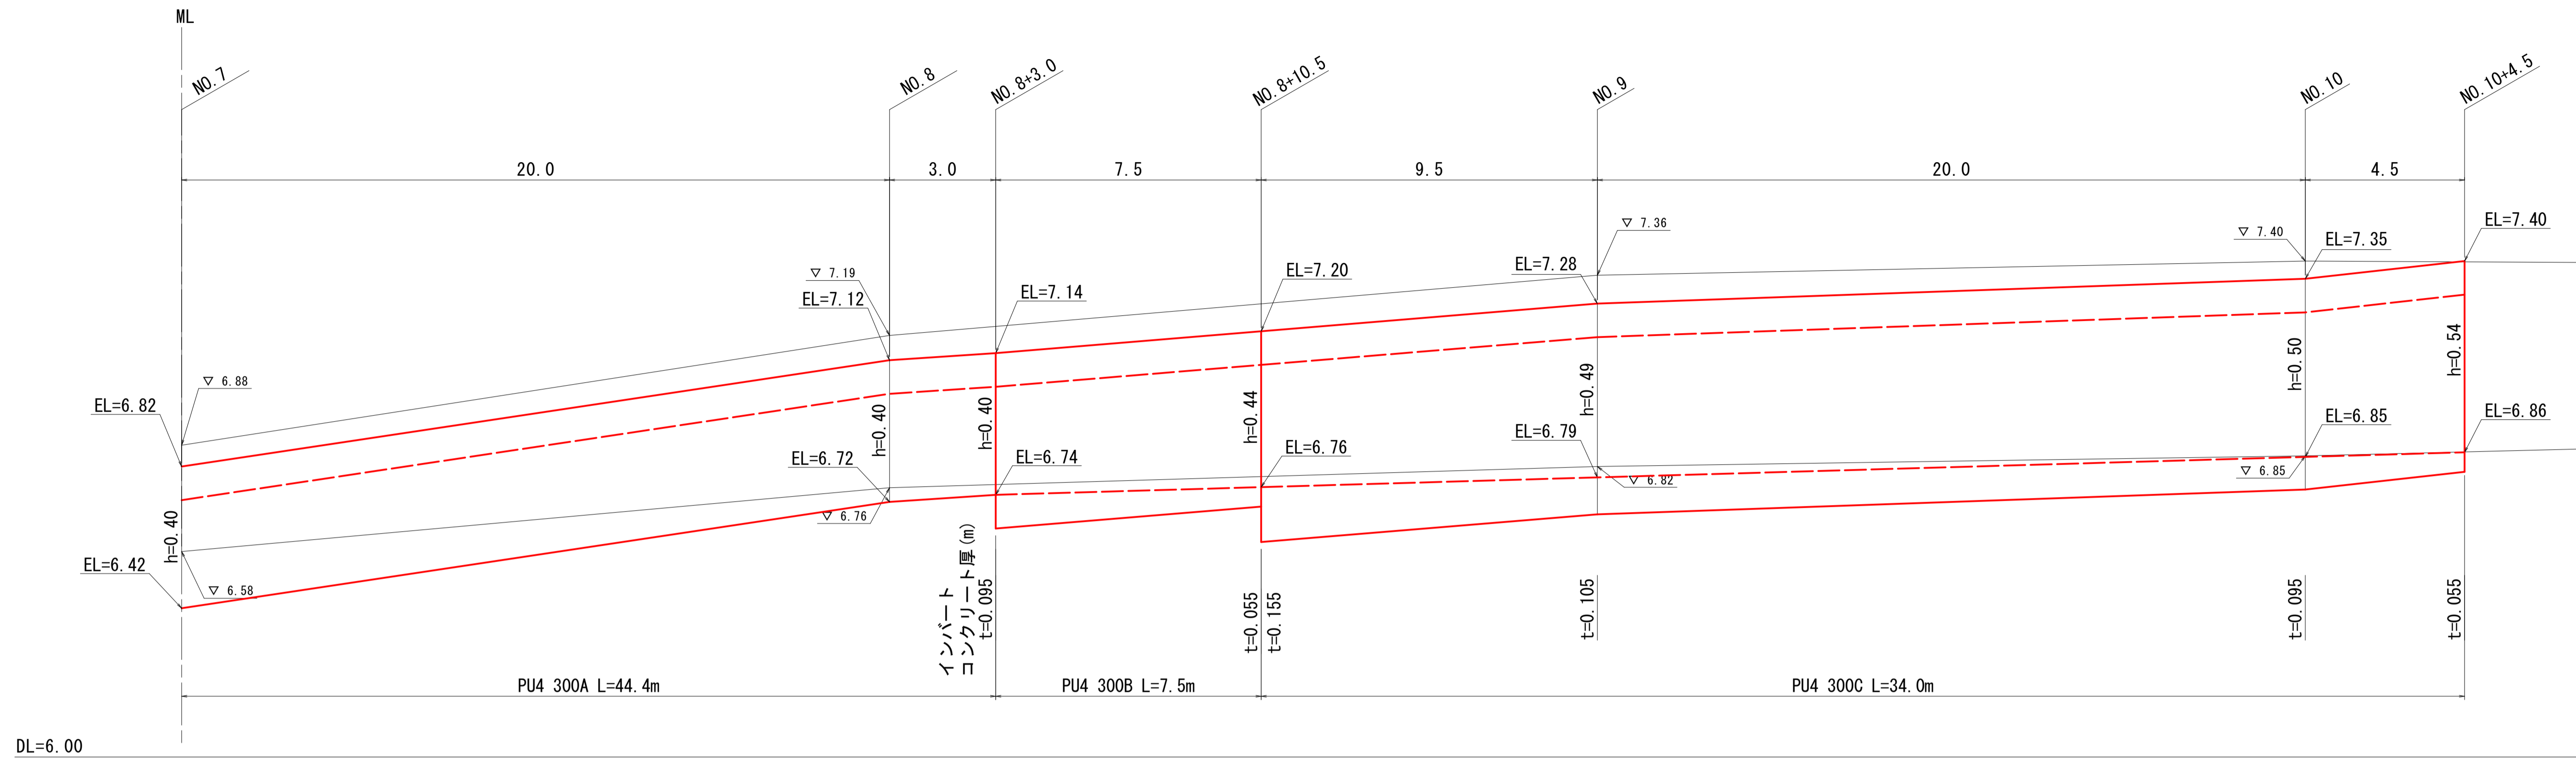 ML
NO.7
NO.8
NO.8+3.0
NO.8+10.5
NO.9
NO.10
NO.10+4.5
20.0
3.0
7.5
9.5
20.0
4.5
▽ 6.88
EL=6.82
h=0.40
EL=6.42
▽ 6.58
▽ 7.19
EL=7.12
h=0.40
EL=6.72
▽ 6.76
EL=7.14
h=0.40
EL=6.74
EL=7.20
h=0.44
EL=6.76
▽ 7.36
EL=7.28
h=0.49
EL=6.79
▽ 6.82
▽ 7.40
EL=7.35
h=0.50
EL=6.85
▽ 6.85
EL=7.40
h=0.54
EL=6.86
インバート
コンクリート厚(m)
t=0.095
t=0.055
t=0.155
t=0.105
t=0.095
t=0.055
PU4 300A L=44.4m
PU4 300B L=7.5m
PU4 300C L=34.0m
DL=6.00